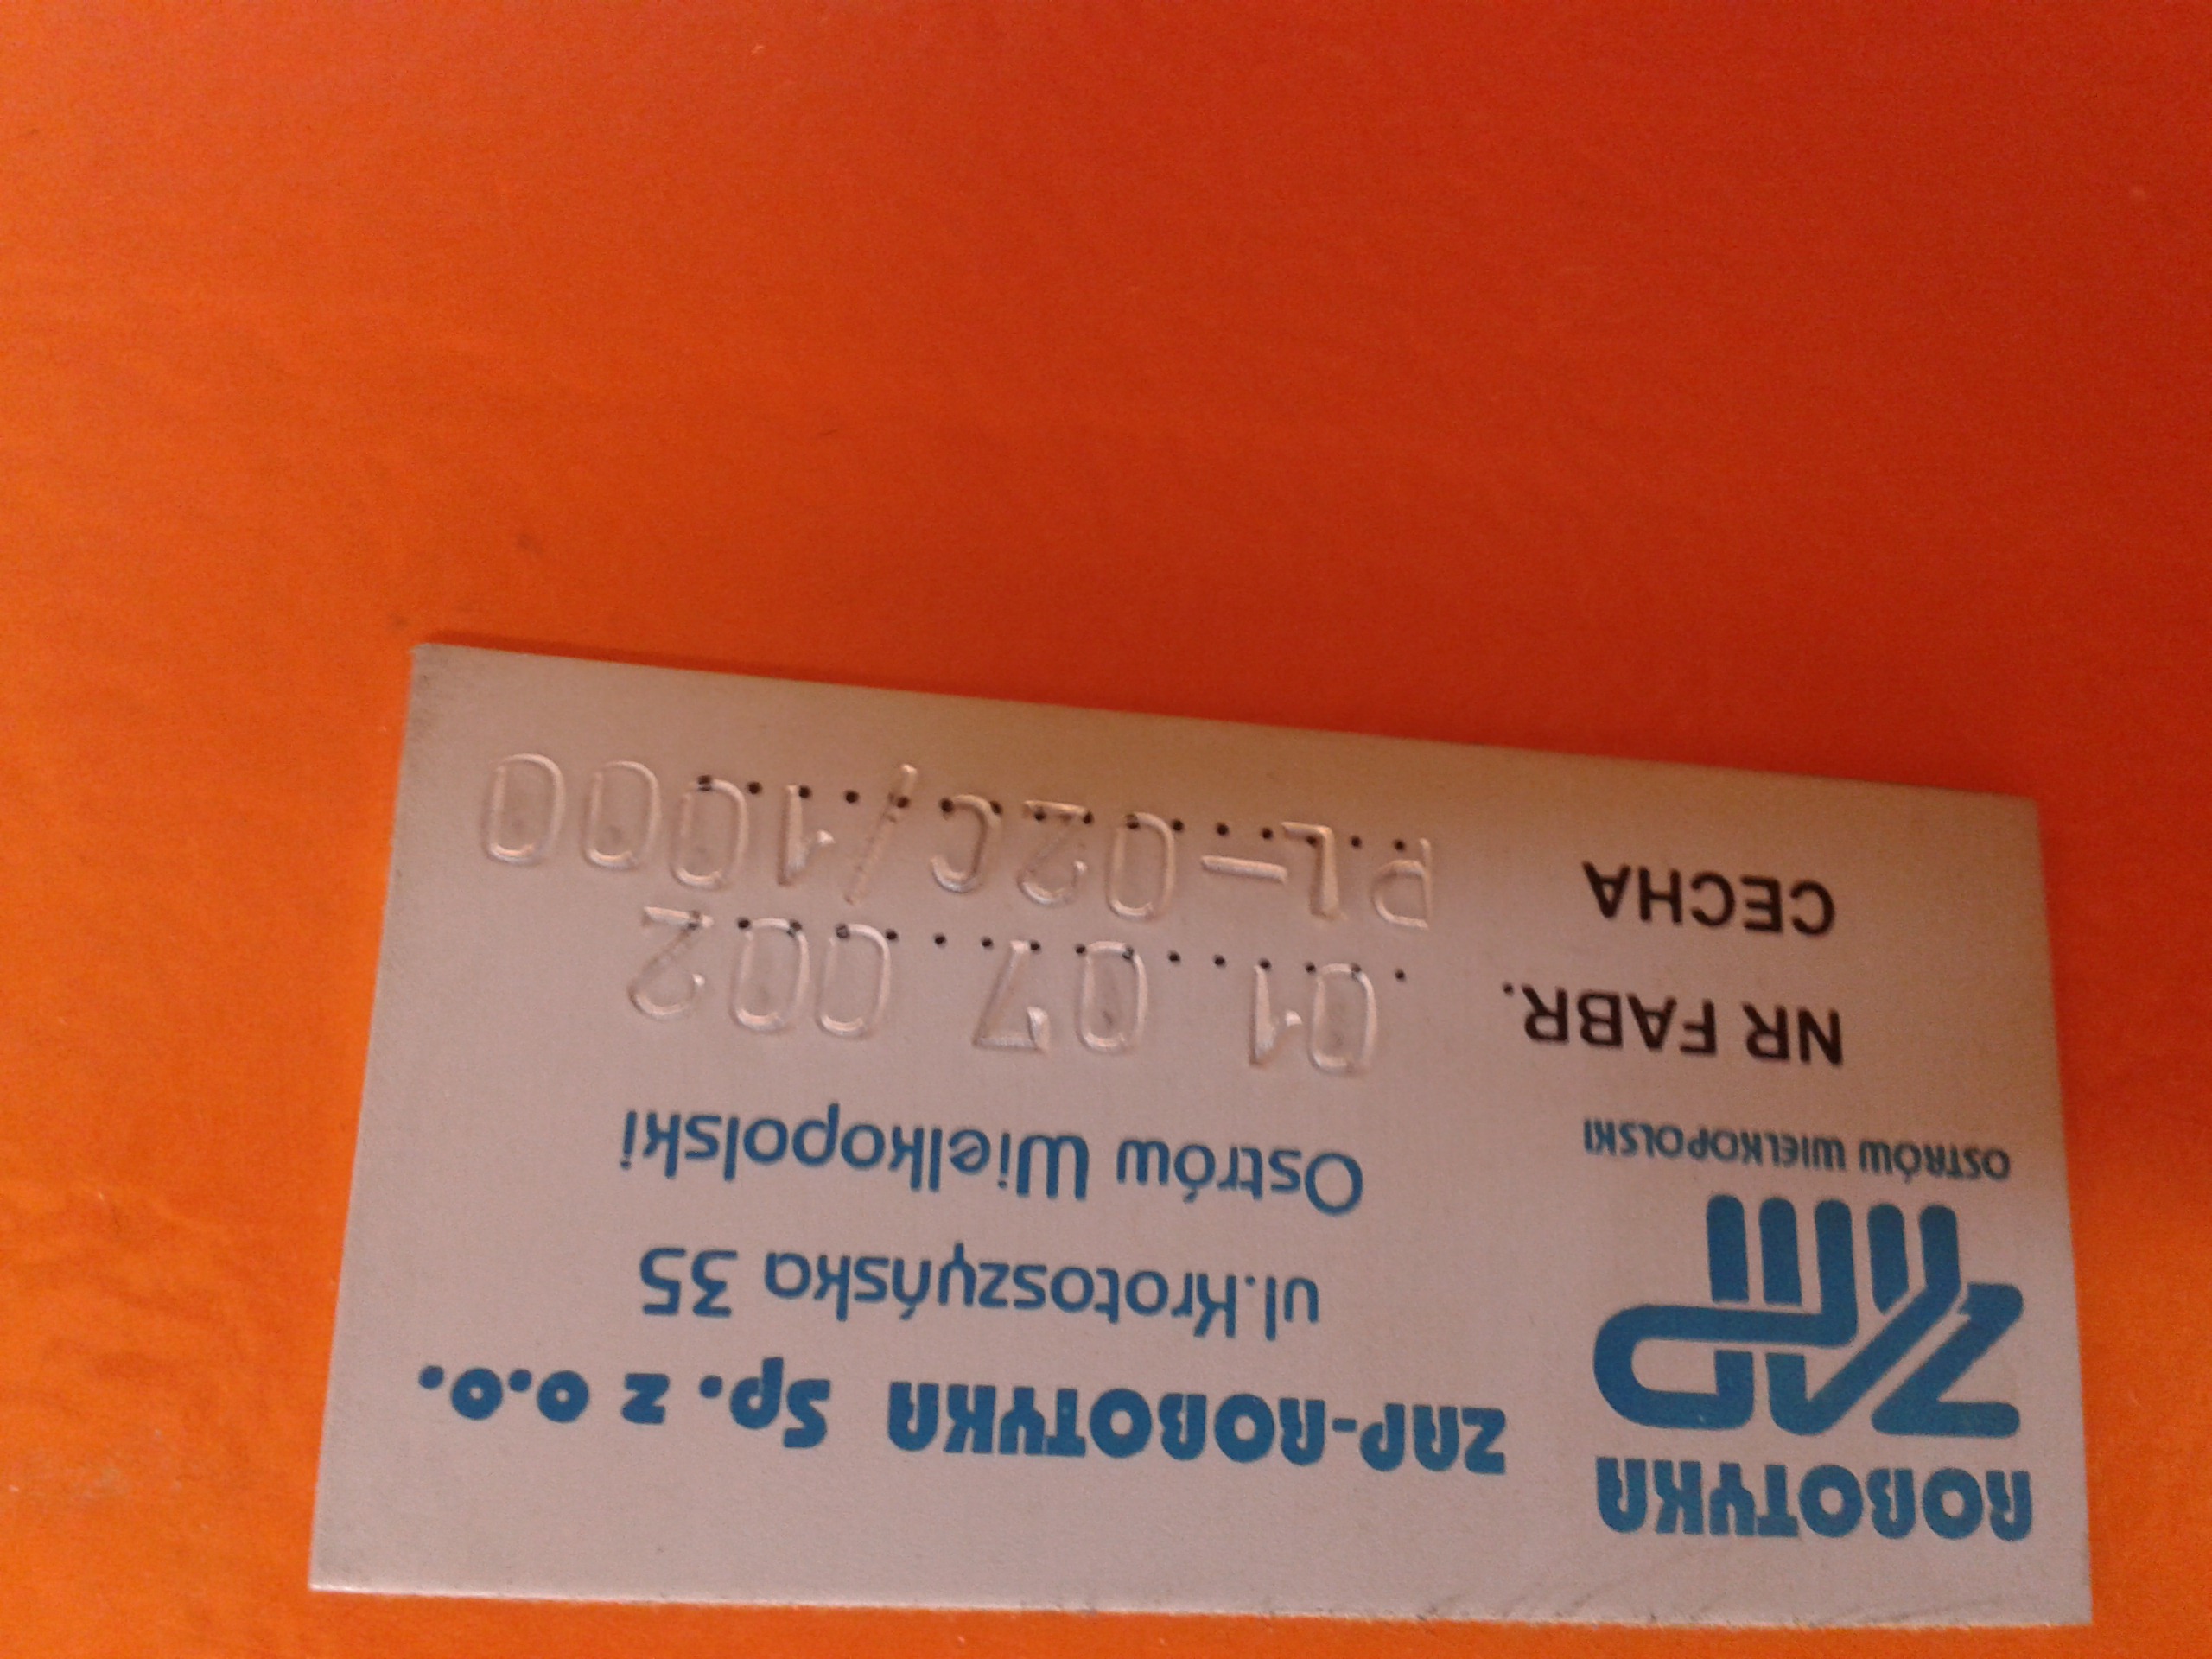 ROBOTYKA
ZAP
OSTRÓW WIELKOPOLSKI
ZAP-ROBOTYKA Sp. z o.o.
ul.Krotoszyńska 35
Ostrów Wielkopolski
NR FABR. 01 07 002
CECHA PL-02C/1000